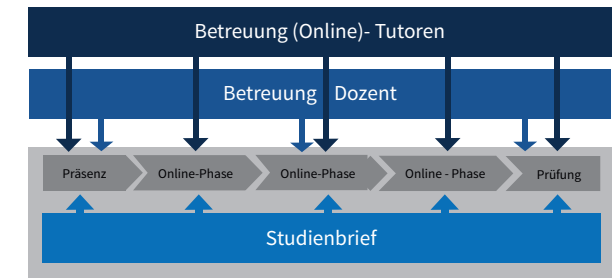 Betreuung (Online)- Tutoren
Betreuung Dozent
Präsenz
Online-Phase
Online-Phase
Online - Phase
Prüfung
Studienbrief